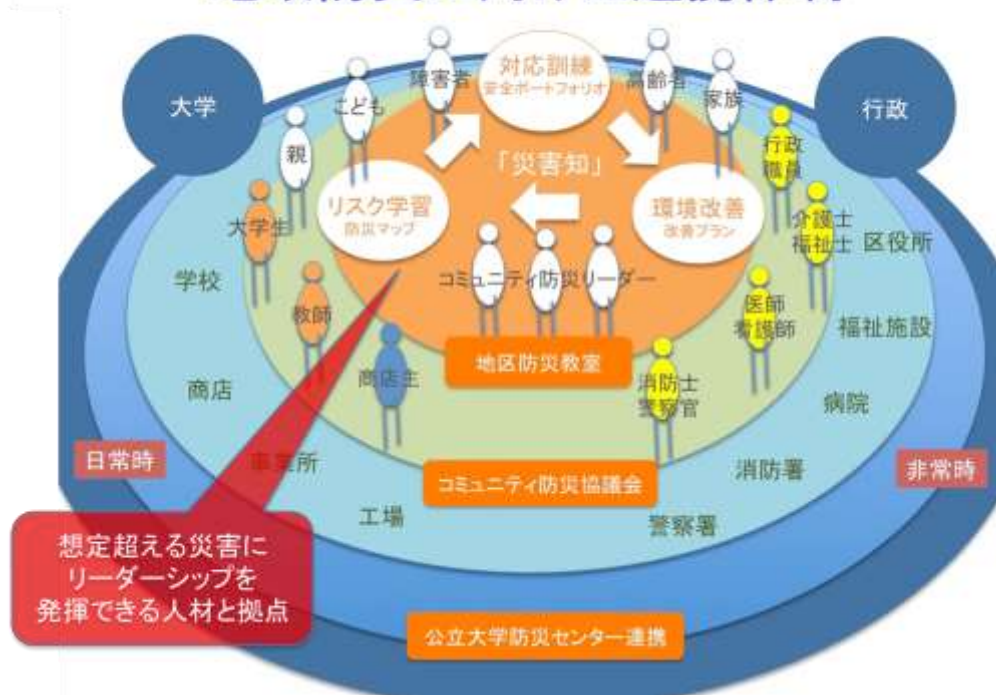 大学
行政
障害者
対応訓練
安全ポートフォリオ
高齢者
こども
家族
親
行政
職員
「災害知」
リスク学習
防災マップ
環境改善
改善プラン
大学生
介護士
福祉士
区役所
学校
コミュニティ防災リーダー
教師
医師
看護師
福祉施設
地区防災教室
商店
商店主
消防士
警察官
病院
日常時
事業所
コミュニティ防災協議会
消防署
非常時
工場
警察署
想定超える災害に
リーダーシップを
発揮できる人材と拠点
公立大学防災センター連携